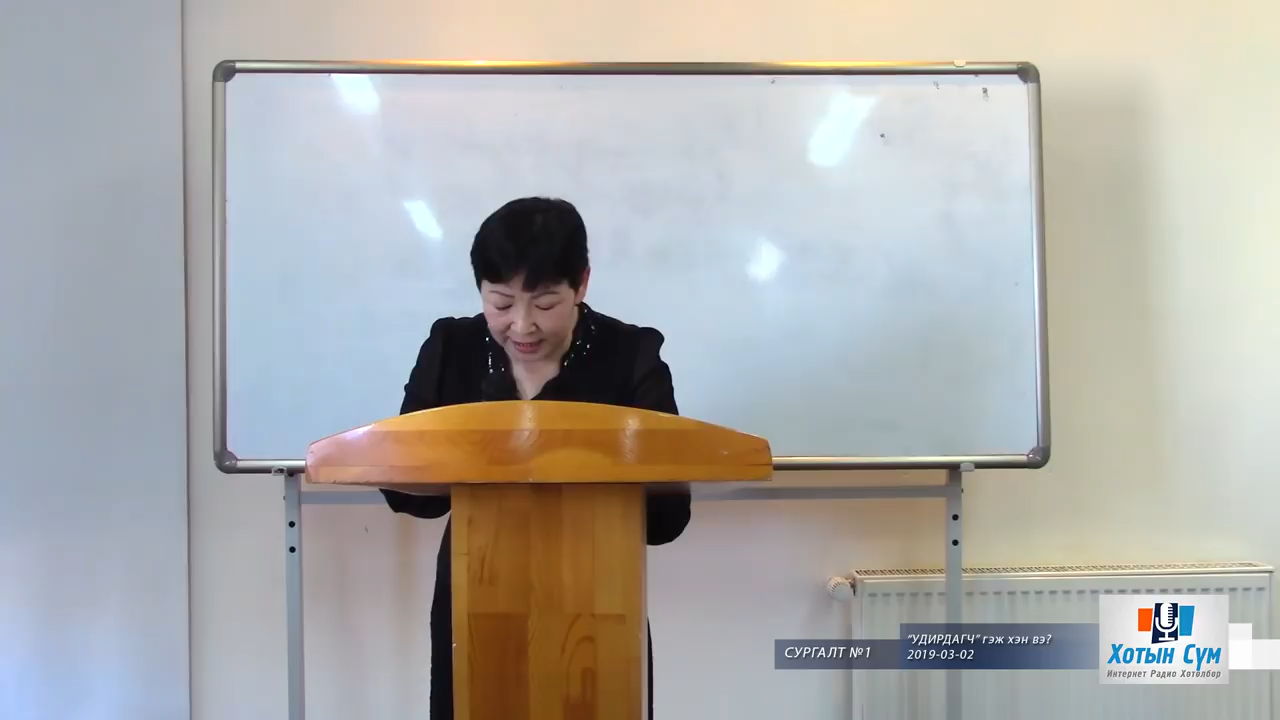 СУРГАЛТ №1
"УДИРДАГЧ" гэж хэн вэ?
2019-03-02
Хотын Сүм
Интернет Радио Хөтөлбөр